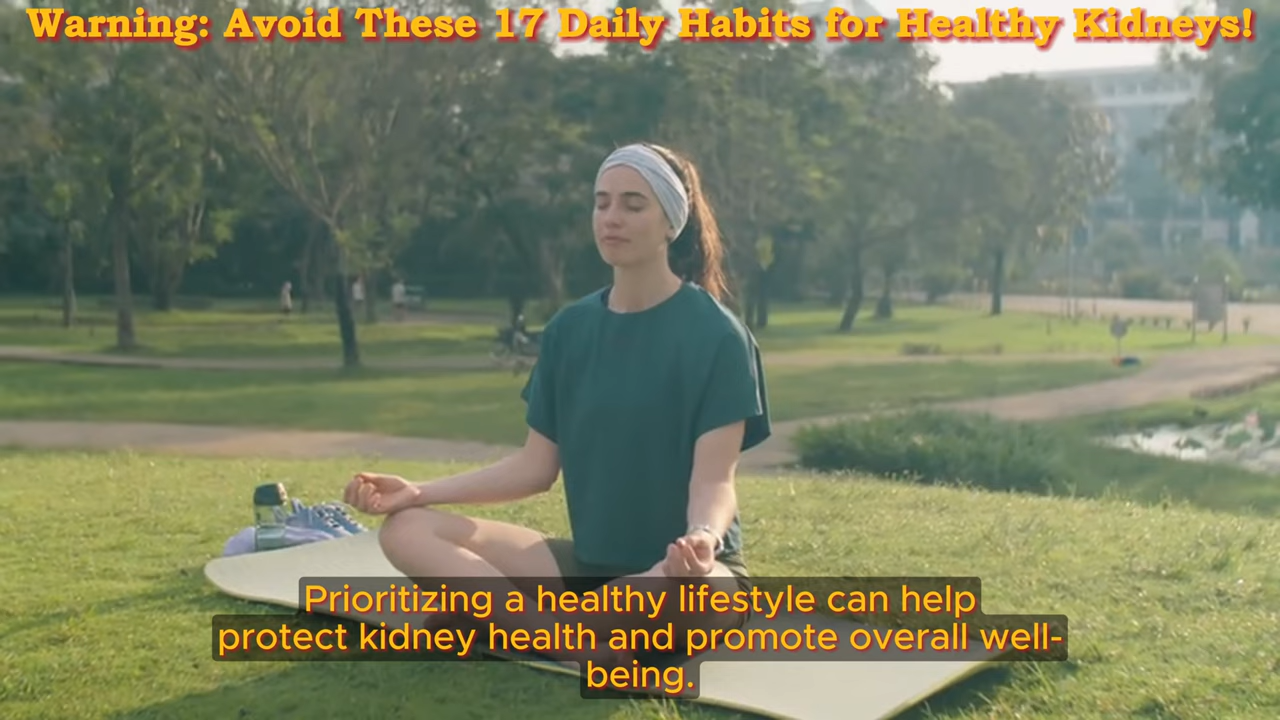 Warning: Avoid These 17 Daily Habits for Healthy Kidneys!
Prioritizing a healthy lifestyle can help
protect kidney health and promote overall well-
being.